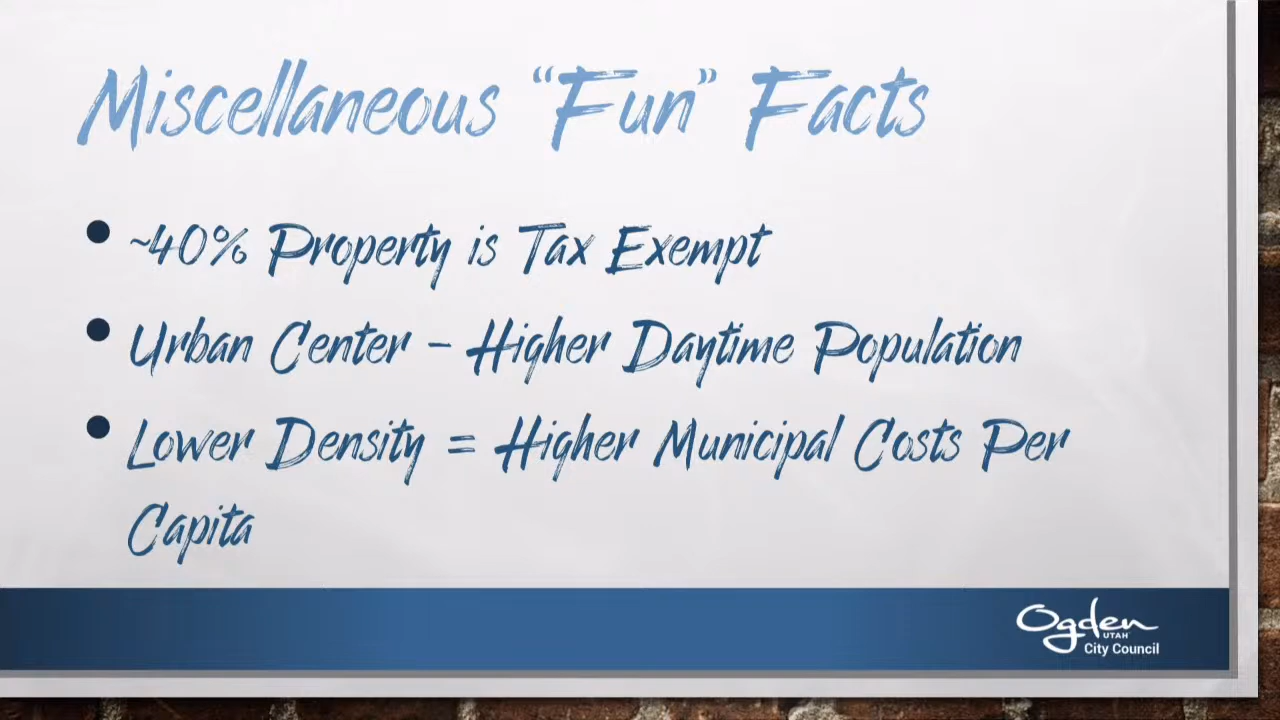 Miscellaneous “Fun” Facts
• ~40% Property is Tax Exempt
• Urban Center – Higher Daytime Population
• Lower Density = Higher Municipal Costs Per
Capita
Ogden
UTAH
City Council